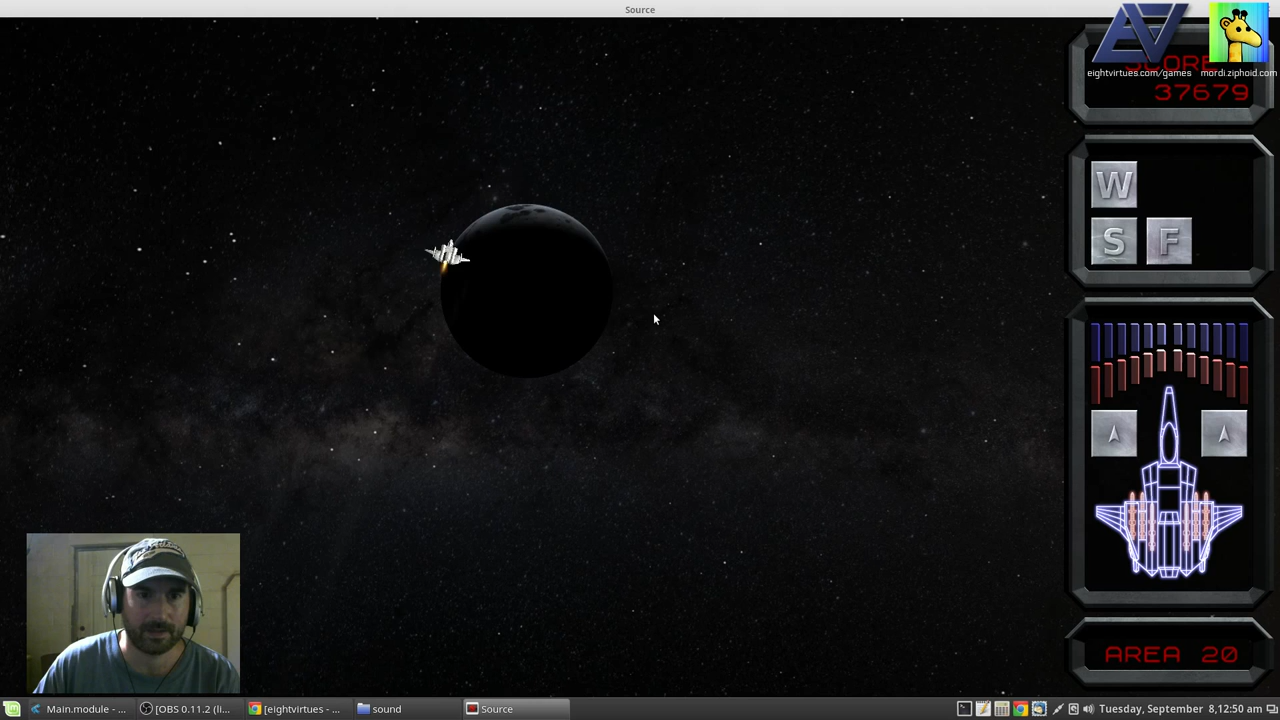 Source
SCORE
eightvirtues.com/games mordi.ziphoid.com
37679
W
S F
AREA 20
Main.module - ... [OBS 0.11.2 (li... [eightvirtues - ... sound Source Tuesday, September 8, 12:50 am